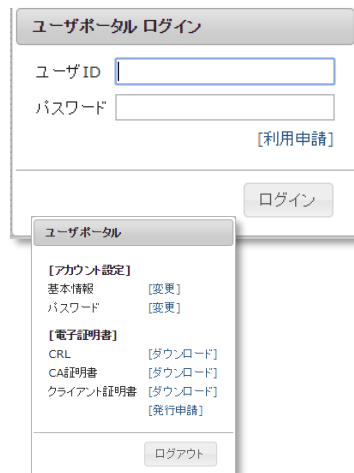 ユーザポータル ログイン
ユーザID
パスワード
[利用申請]
ログイン
ユーザポータル
[アカウント設定]
基本情報 [変更]
パスワード [変更]
[電子証明書]
CRL [ダウンロード]
CA証明書 [ダウンロード]
クライアント証明書 [ダウンロード]
[発行申請]
ログアウト